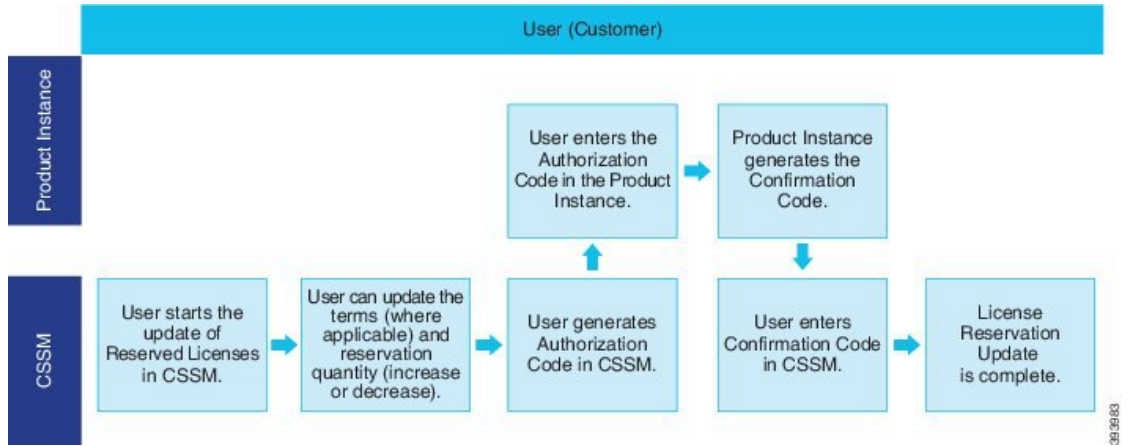 User (Customer)
Product Instance
User enters the
Authorization
Code in the Product
Instance.
Product Instance
generates the
Confirmation
Code.
CSSM
User starts the
update of
Reserved Licenses
in CSSM.
User can update the
terms (where
applicable) and
reservation
quantity (increase
or decrease).
User generates
Authorization
Code in CSSM.
User enters
Confirmation Code
in CSSM.
License
Reservation
Update
is complete.
393983